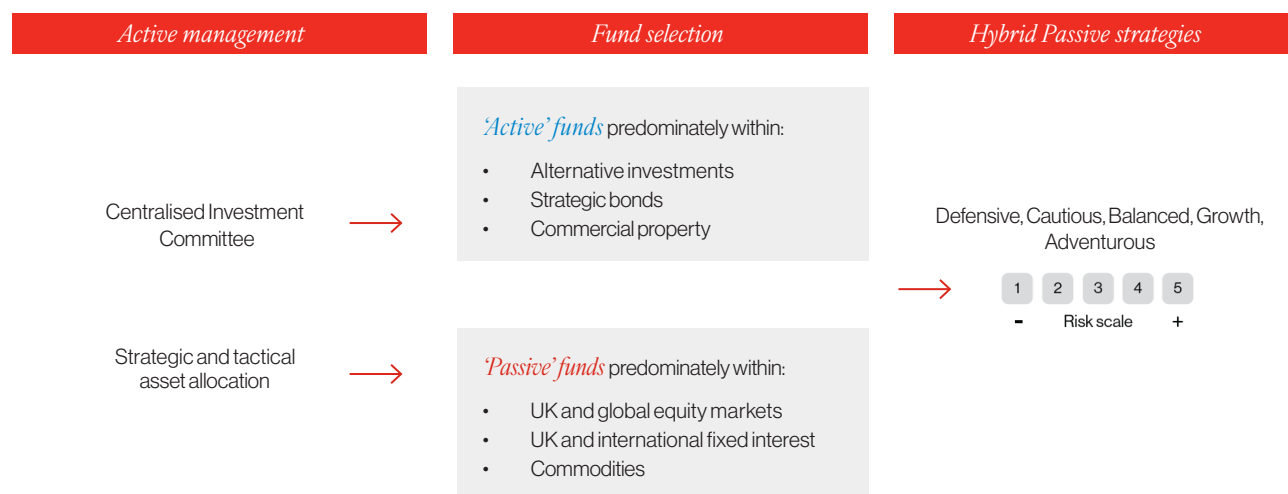 Active management
Fund selection
Hybrid Passive strategies
Centralised Investment
Committee
Strategic and tactical
asset allocation
‘Active’ funds predominately within:
• Alternative investments
• Strategic bonds
• Commercial property
‘Passive’ funds predominately within:
• UK and global equity markets
• UK and international fixed interest
• Commodities
Defensive, Cautious, Balanced, Growth,
Adventurous
1 2 3 4 5
- Risk scale +